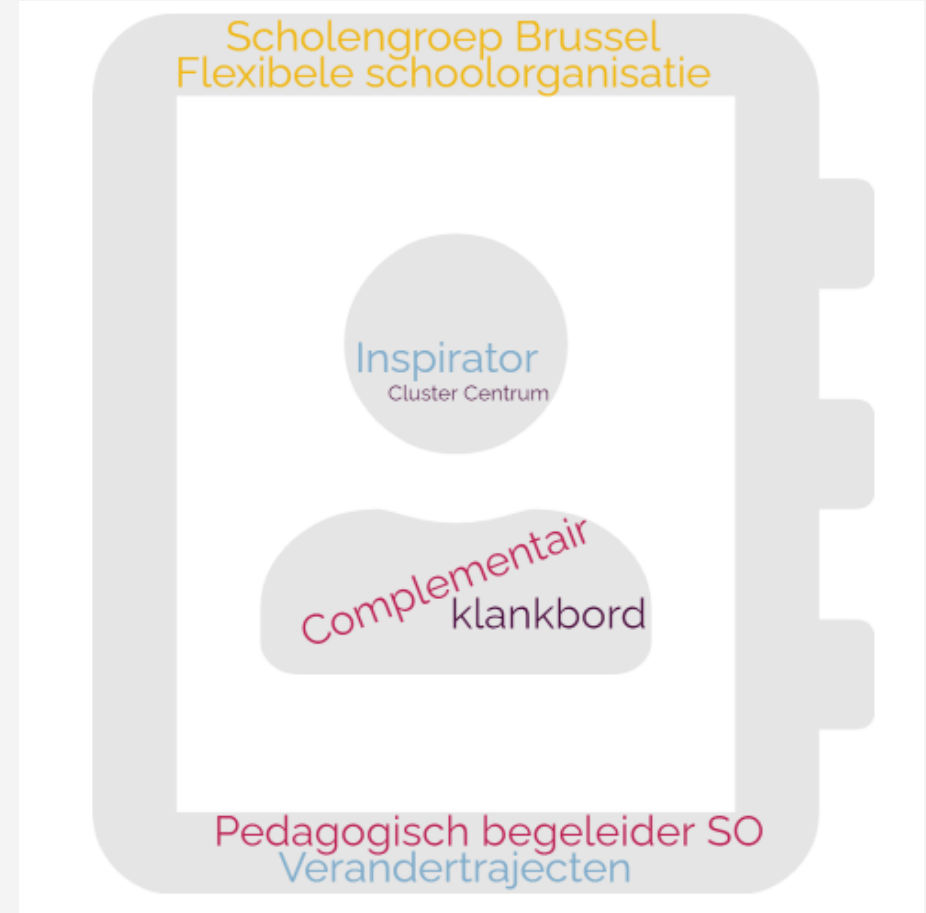 Scholengroep Brussel
Flexibele schoolorganisatie
Inspirator
Cluster Centrum
Complementair
klankbord
Pedagogisch begeleider SO
Verandertrajecten